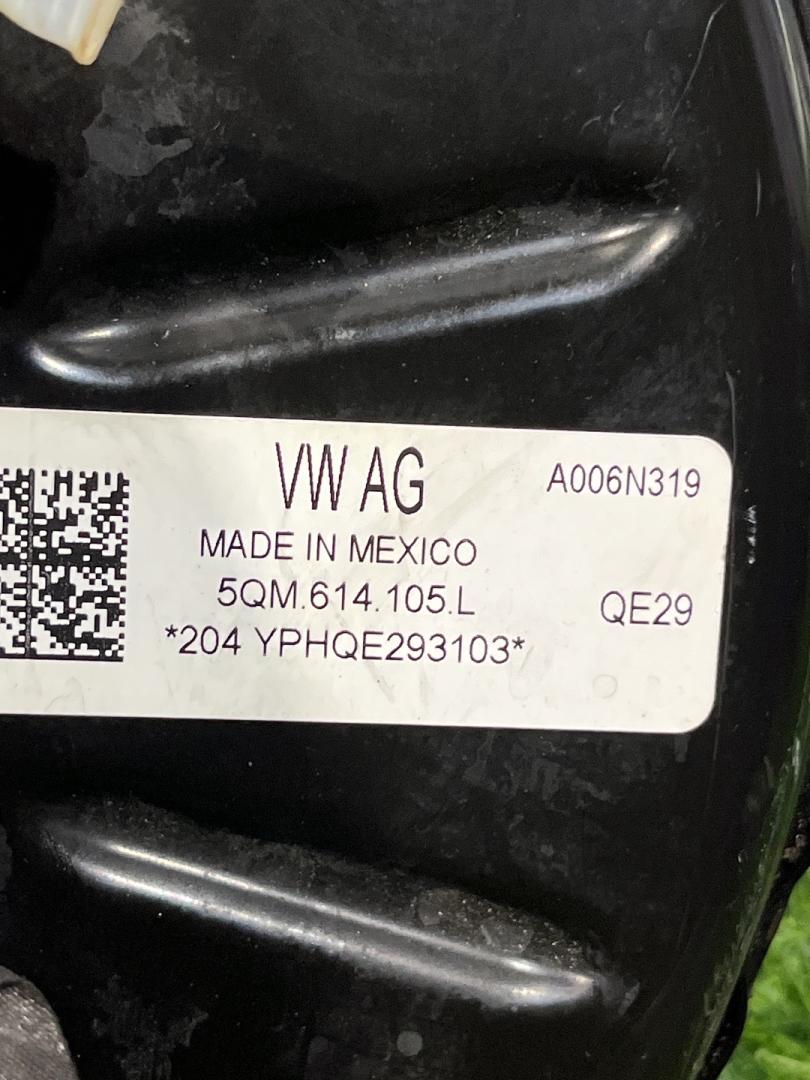 VW AG
A006N319
MADE IN MEXICO
5QM.614.105.L
QE29
*204 YPHQE293103*